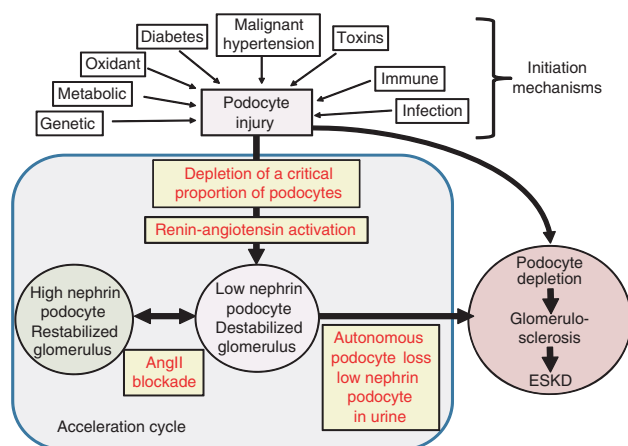 Malignant
hypertension
Diabetes
Toxins
Oxidant
Immune
Metabolic
Infection
Genetic
Podocyte
injury
Initiation
mechanisms
Depletion of a critical
proportion of podocytes
Renin-angiotensin activation
High nephrin
podocyte
Restabilized
glomerulus
Low nephrin
podocyte
Destabilized
glomerulus
AngII
blockade
Autonomous
podocyte loss
low nephrin
podocyte
in urine
Podocyte
depletion
Glomerulo-
sclerosis
ESKD
Acceleration cycle